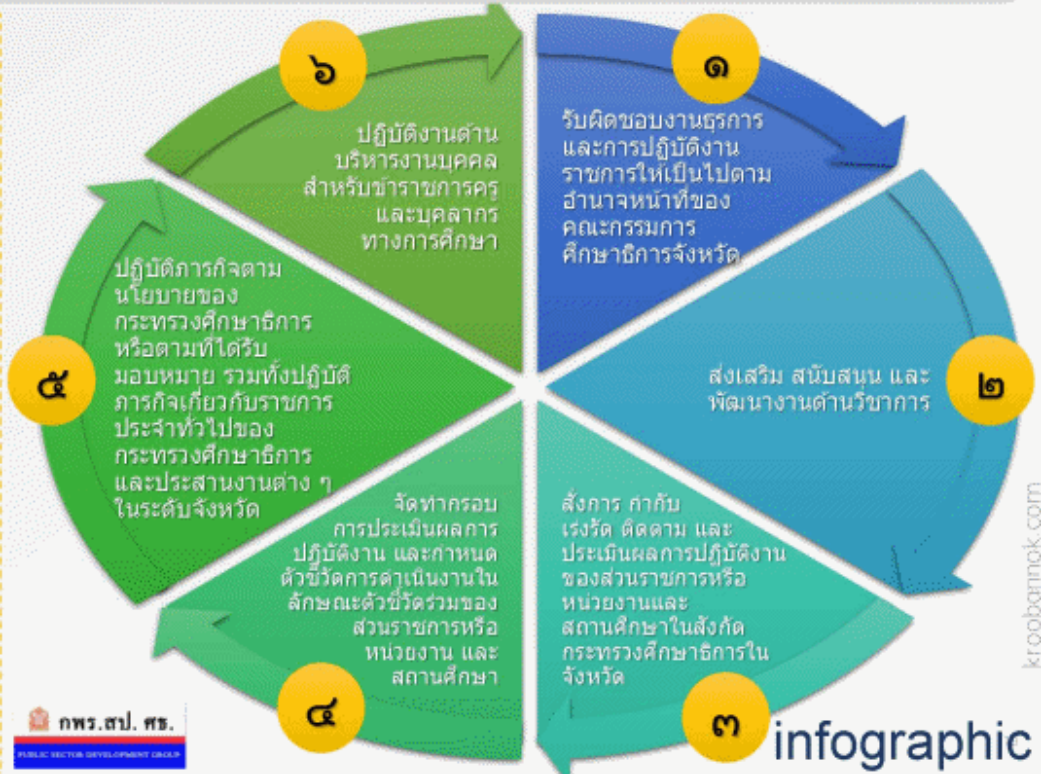 ๑
รับผิดชอบงานธุรการ
และการปฏิบัติงาน
ราชการให้เป็นไปตาม
อำนาจหน้าที่ของ
คณะกรรมการ
ศึกษาธิการจังหวัด
๒
ส่งเสริม สนับสนุน และ
พัฒนางานด้านวิชาการ
๓
สั่งการ กำกับ
เร่งรัด ติดตาม และ
ประเมินผลการปฏิบัติงาน
ของส่วนราชการหรือ
หน่วยงานและ
สถานศึกษาในสังกัด
กระทรวงศึกษาธิการใน
จังหวัด
๔
จัดทำกรอบ
การประเมินผลการ
ปฏิบัติงาน และกำหนด
ตัวชี้วัดการดำเนินงานใน
ลักษณะตัวชี้วัดร่วมของ
ส่วนราชการหรือ
หน่วยงาน และ
สถานศึกษา
๕
ปฏิบัติภารกิจตาม
นโยบายของ
กระทรวงศึกษาธิการ
หรือตามที่ได้รับ
มอบหมาย รวมทั้งปฏิบัติ
ภารกิจเกี่ยวกับราชการ
ประจำทั่วไปของ
กระทรวงศึกษาธิการ
และประสานงานต่าง ๆ
ในระดับจังหวัด
๖
ปฏิบัติงานด้าน
บริหารงานบุคคล
สำหรับข้าราชการครู
และบุคลากร
ทางการศึกษา
กพร.สป. ศธ.
PUBLIC SECTOR DEVELOPMENT GROUP
infographic
kroobannok.com